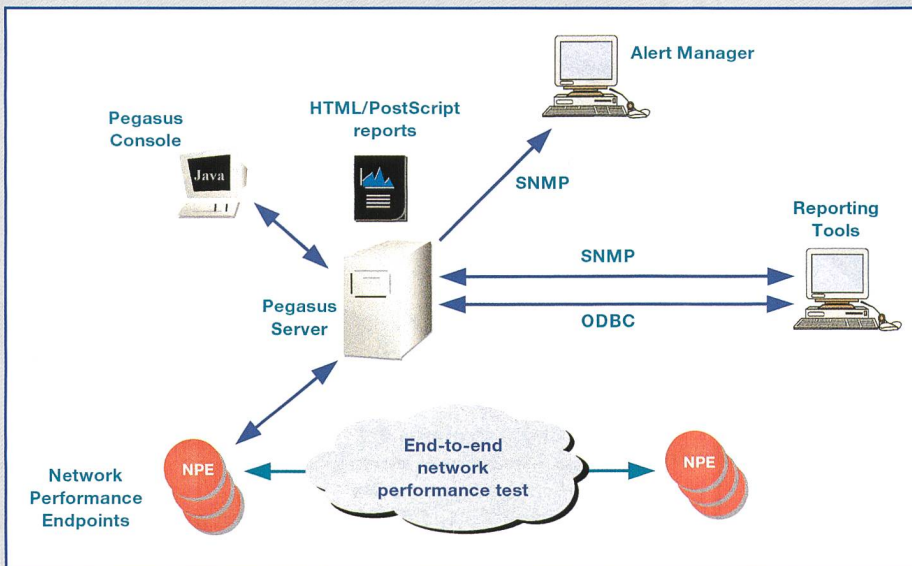 Alert Manager
HTML/PostScript
reports
Pegasus
Console
Java
SNMP
Reporting
Tools
SNMP
Pegasus
Server
ODBC
End-to-end
network
performance test
NPE
NPE
Network
Performance
Endpoints